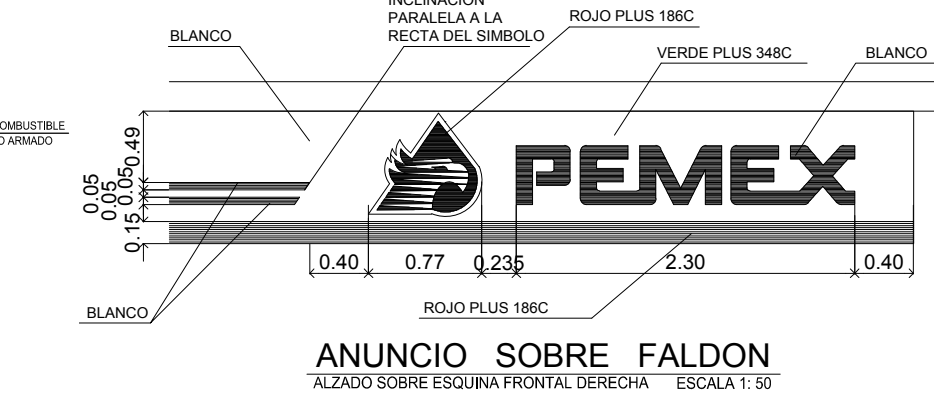 INCLINACION
PARALELA A LA
RECTA DEL SIMBOLO
ROJO PLUS 186C
BLANCO
VERDE PLUS 348C
BLANCO
OMBUSTIBLE
O ARMADO
0.49
0.05
0.05
0.05
0.15
PEMEX
0.40
0.77
0.235
2.30
0.40
BLANCO
ROJO PLUS 186C
ANUNCIO SOBRE FALDON
ALZADO SOBRE ESQUINA FRONTAL DERECHA ESCALA 1: 50